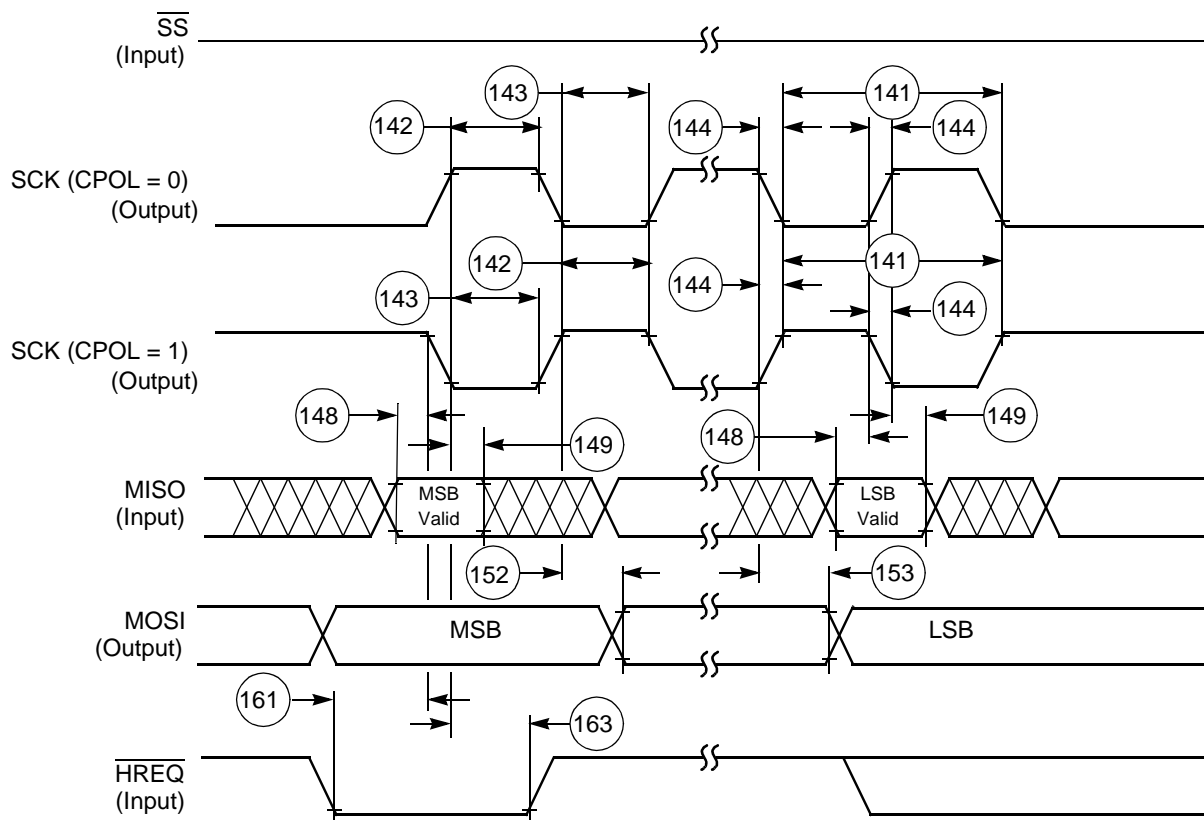 SS
(Input)
143
141
142
144
144
SCK (CPOL = 0)
(Output)
142
141
143
144
144
SCK (CPOL = 1)
(Output)
148
149
148
149
MISO
(Input)
MSB
Valid
LSB
Valid
152
153
MOSI
(Output)
MSB
LSB
161
163
HREQ
(Input)